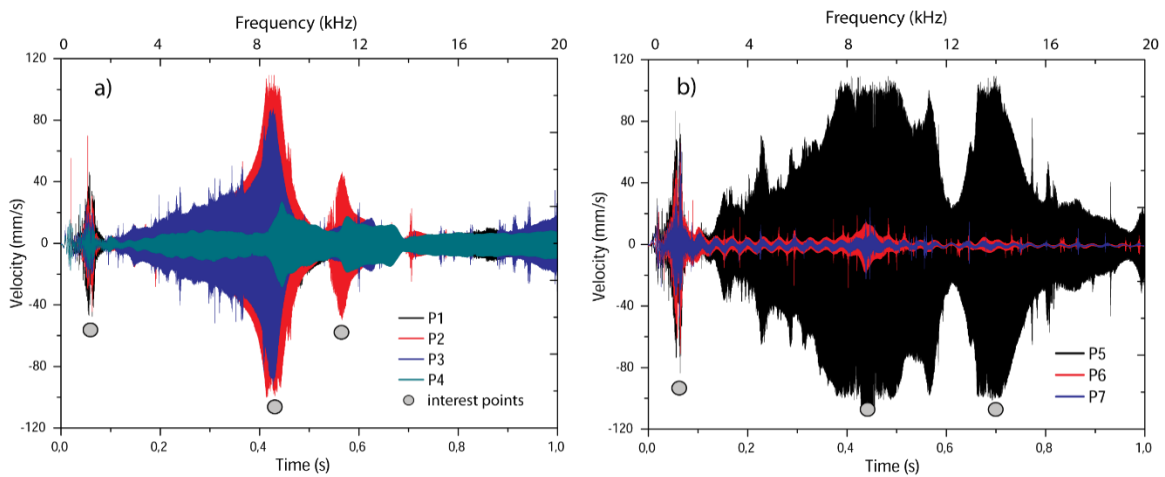 Frequency (kHz)
0 4 8 12 16 20
a)
Velocity (mm/s)
120
80
40
0
-40
-80
-120
P1
P2
P3
P4
interest points
0,0 0,2 0,4 0,6 0,8 1,0
Time (s)
Frequency (kHz)
0 4 8 12 16 20
b)
Velocity (mm/s)
120
80
40
0
-40
-80
-120
P5
P6
P7
0,0 0,2 0,4 0,6 0,8 1,0
Time (s)